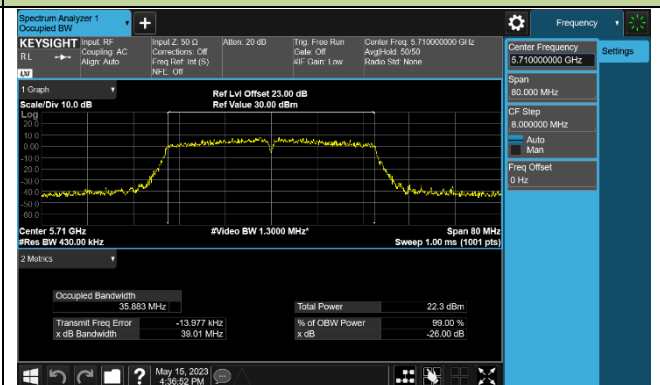 Spectrum Analyzer 1
Occupied BW
Frequency
KEYSIGHT
RL
LXI
Input: RF
Coupling: AC
Align: Auto
Input Z: 50 Ω
Corrections: Off
Freq Ref: Int (S)
NFE: Off
Atten: 20 dB
Trig: Free Run
Gate: Off
#IF Gain: Low
Center Freq: 5.710000000 GHz
Avg|Hold: 50/50
Radio Std: None
Center Frequency
5.710000000 GHz
Settings
Span
80.000 MHz
CF Step
8.000000 MHz
Auto
Man
Freq Offset
0 Hz
1 Graph
Scale/Div 10.0 dB
Ref Lvl Offset 23.00 dB
Ref Value 30.00 dBm
Log
20.0
10.0
0.00
-10.0
-20.0
-30.0
-40.0
-50.0
-60.0
Center 5.71 GHz
#Res BW 430.00 kHz
#Video BW 1.3000 MHz*
Span 80 MHz
Sweep 1.00 ms (1001 pts)
2 Metrics
Occupied Bandwidth
35.883 MHz
Total Power 22.3 dBm
Transmit Freq Error -13.977 kHz
% of OBW Power 99.00 %
x dB Bandwidth 39.01 MHz
x dB -26.00 dB
?
May 15, 2023
4:36:52 PM